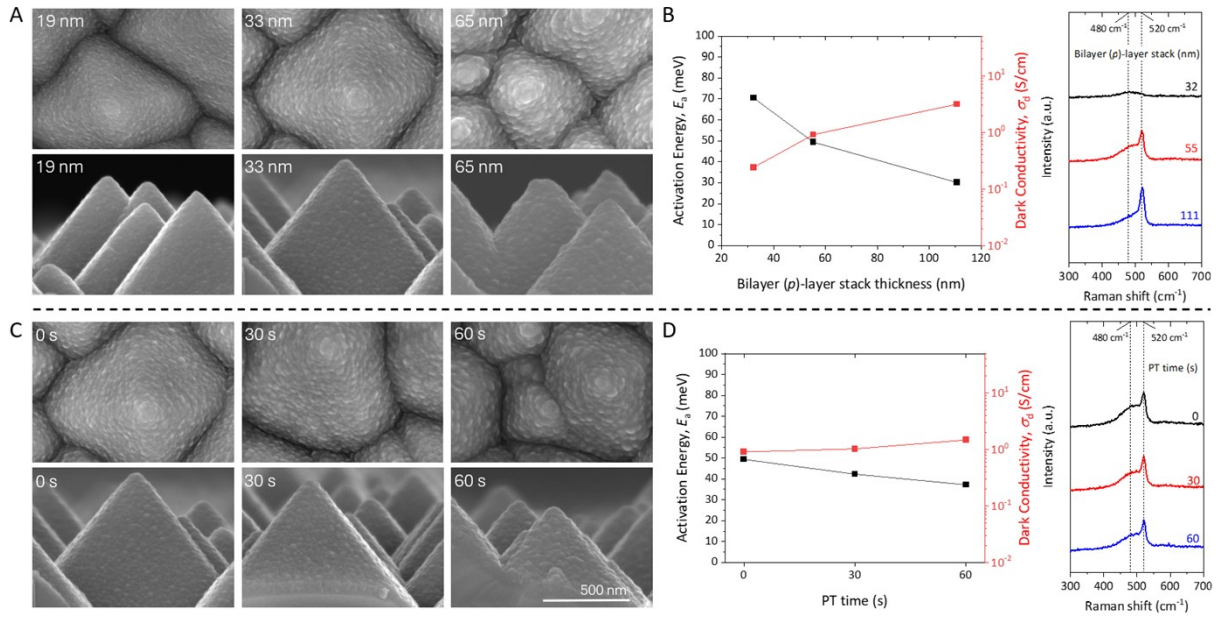 A
19 nm
33 nm
65 nm
19 nm
33 nm
65 nm
B
100
90
80
70
60
50
40
30
20
10
0
Activation Energy, Eₐ (meV)
20 40 60 80 100 120
Bilayer (p)-layer stack thickness (nm)
10¹
10⁰
10⁻¹
10⁻²
Dark Conductivity, σd (S/cm)
480 cm⁻¹ 520 cm⁻¹
Bilayer (p)-layer stack (nm)
32
55
111
Intensity (a.u.)
300 400 500 600 700
Raman shift (cm⁻¹)
C
0 s
30 s
60 s
0 s
30 s
60 s
500 nm
D
100
90
80
70
60
50
40
30
20
10
0
Activation Energy, Eₐ (meV)
0 30 60
PT time (s)
10¹
10⁰
10⁻¹
10⁻²
Dark Conductivity, σd (S/cm)
480 cm⁻¹ 520 cm⁻¹
PT time (s)
0
30
60
Intensity (a.u.)
300 400 500 600 700
Raman shift (cm⁻¹)